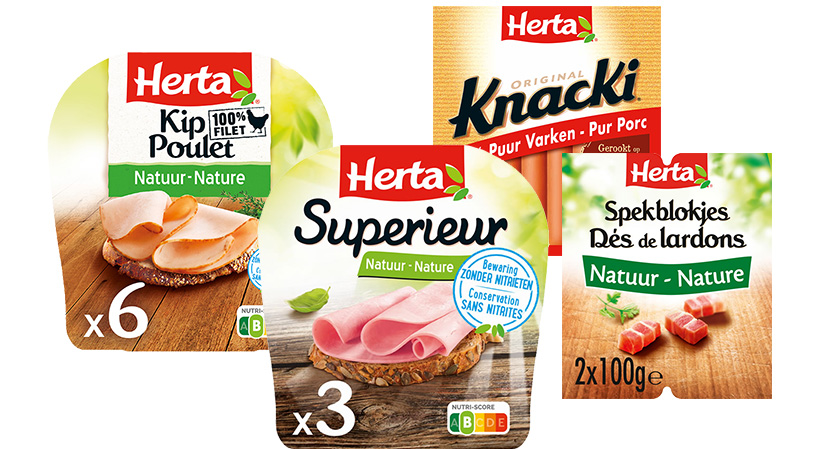 Herta
Kip
Poulet
100%
FILET
Natuur-Nature
x6
NUTRI-
A B
Herta
Superieur
Natuur - Nature
Bewaring
ZONDER NITRIETEN
Conservation
SANS NITRITES
x3
NUTRI-SCORE
A B C D E
Herta
ORIGINAL
Knacki
Puur Varken - Pur Porc
Gerookt op
Herta
Spekblokjes
Dés de lardons
Natuur - Nature
2x100g e